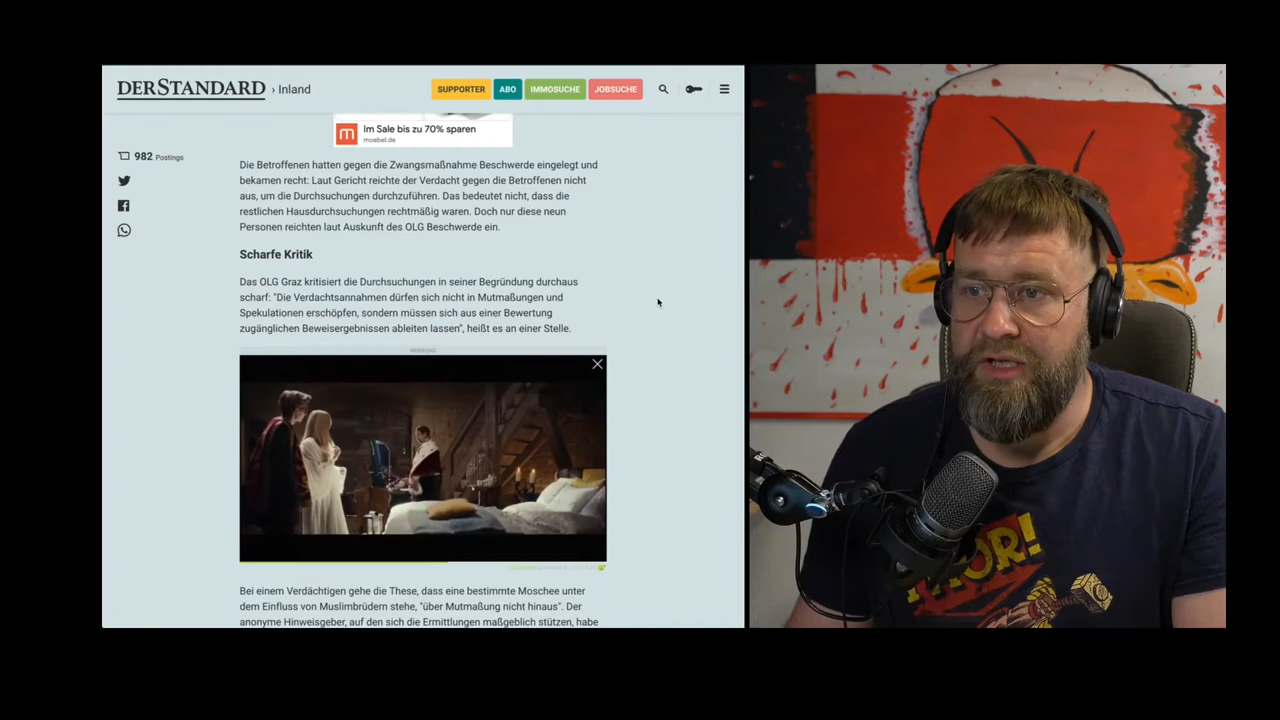 DERSTANDARD › Inland
SUPPORTER
ABO
IMMOSUCHE
JOBSUCHE
Im Sale bis zu 70% sparen
moebel.de
982 Postings
Die Betroffenen hatten gegen die Zwangsmaßnahme Beschwerde eingelegt und
bekamen recht: Laut Gericht reichte der Verdacht gegen die Betroffenen nicht
aus, um die Durchsuchungen durchzuführen. Das bedeutet nicht, dass die
restlichen Hausdurchsuchungen rechtmäßig waren. Doch nur diese neun
Personen reichten laut Auskunft des OLG Beschwerde ein.
Scharfe Kritik
Das OLG Graz kritisiert die Durchsuchungen in seiner Begründung durchaus
scharf: "Die Verdachtsannahmen dürfen sich nicht in Mutmaßungen und
Spekulationen erschöpfen, sondern müssen sich aus einer Bewertung
zugänglichen Beweisergebnissen ableiten lassen", heißt es an einer Stelle.
WERBUNG
Bei einem Verdächtigen gehe die These, dass eine bestimmte Moschee unter
dem Einfluss von Muslimbrüdern stehe, "über Mutmaßung nicht hinaus". Der
anonyme Hinweisgeber, auf den sich die Ermittlungen maßgeblich stützen, habe